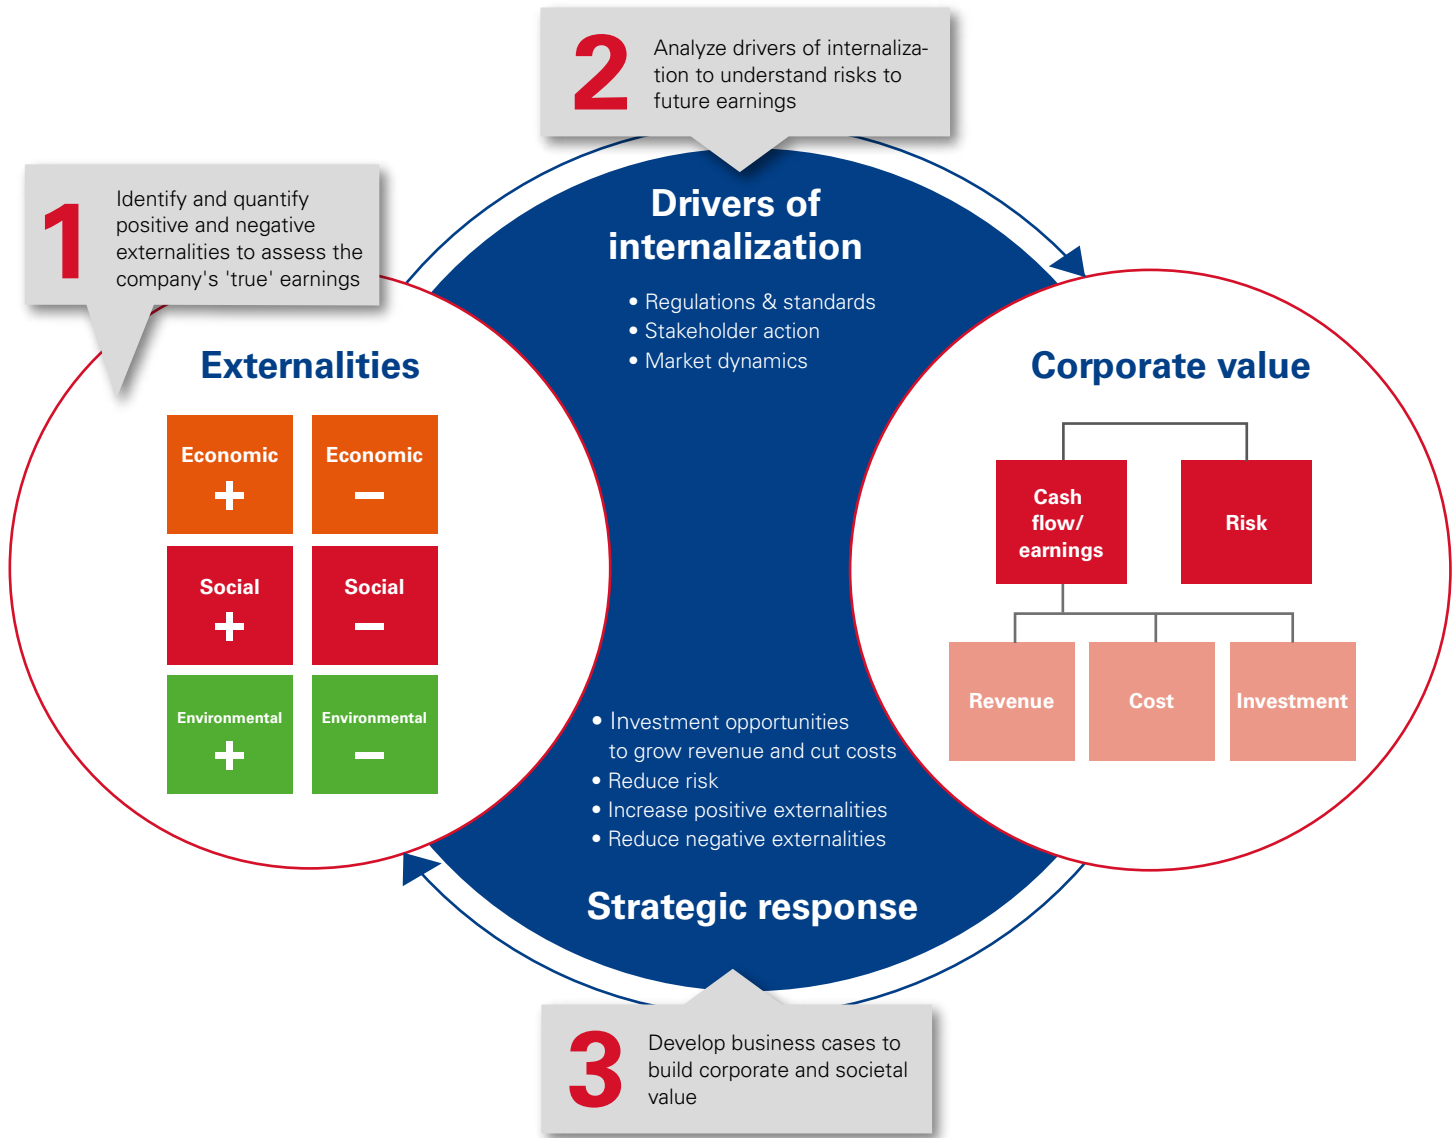 2
Analyze drivers of internaliza-
tion to understand risks to
future earnings
1
Identify and quantify
positive and negative
externalities to assess the
company's 'true' earnings
Drivers of
internalization
• Regulations & standards
• Stakeholder action
• Market dynamics
Externalities
Economic
+
Economic
−
Social
+
Social
−
Environmental
+
Environmental
−
Corporate value
Cash
flow/
earnings
Risk
Revenue
Cost
Investment
• Investment opportunities
to grow revenue and cut costs
• Reduce risk
• Increase positive externalities
• Reduce negative externalities
Strategic response
3
Develop business cases to
build corporate and societal
value